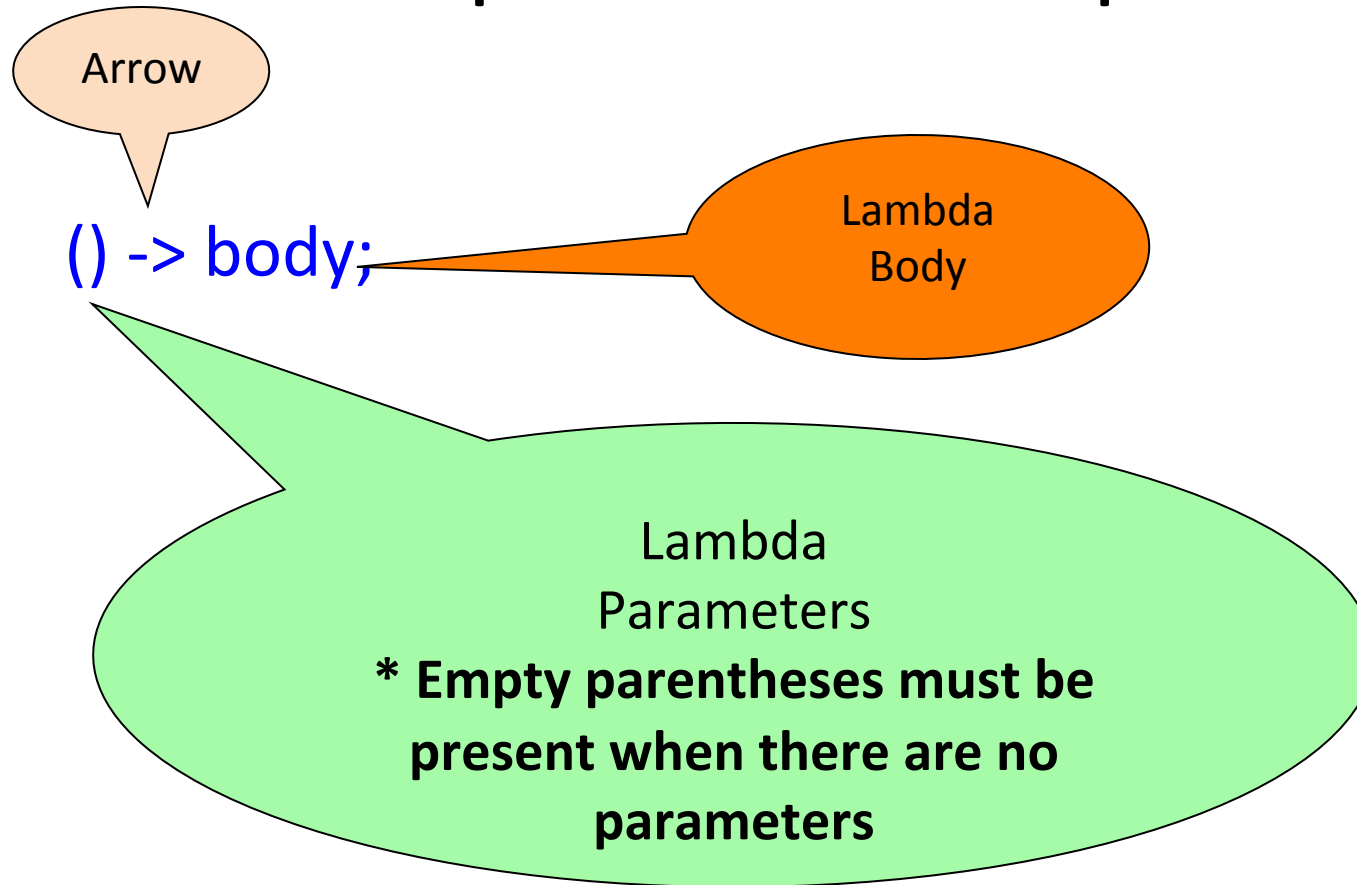 Arrow
Lambda
Body
() -> body;
Lambda
Parameters
* Empty parentheses must be
present when there are no
parameters